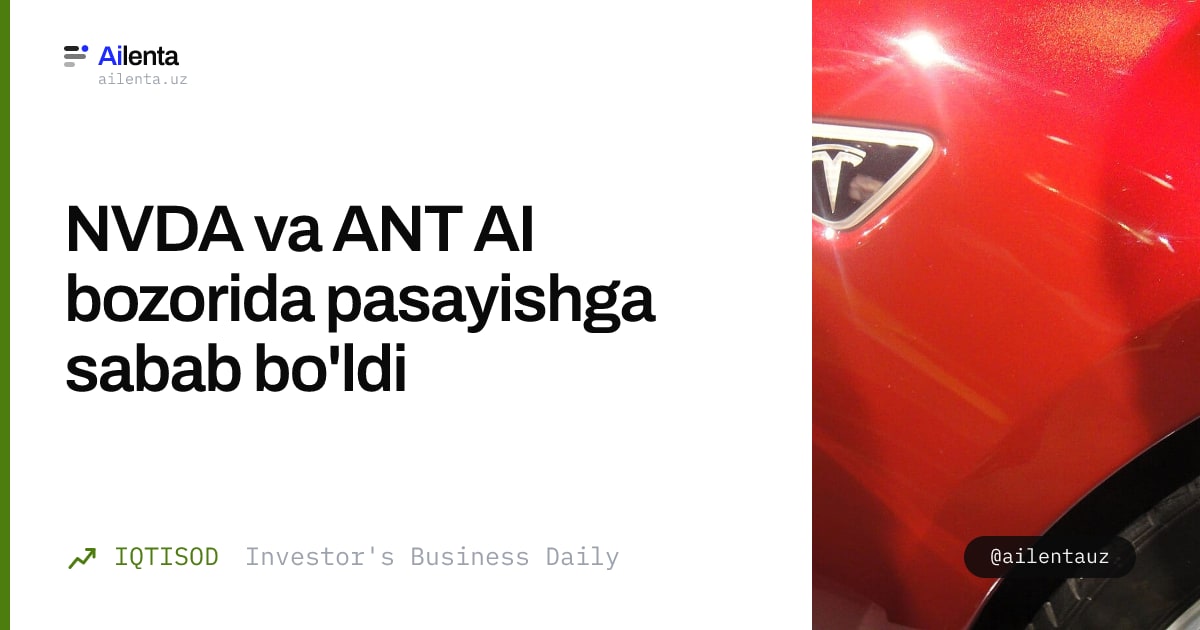 Ailenta
ailenta.uz
NVDA va ANT AI
bozorida pasayishga
sabab bo'ldi
IQTISOD Investor's Business Daily
@ailentauz